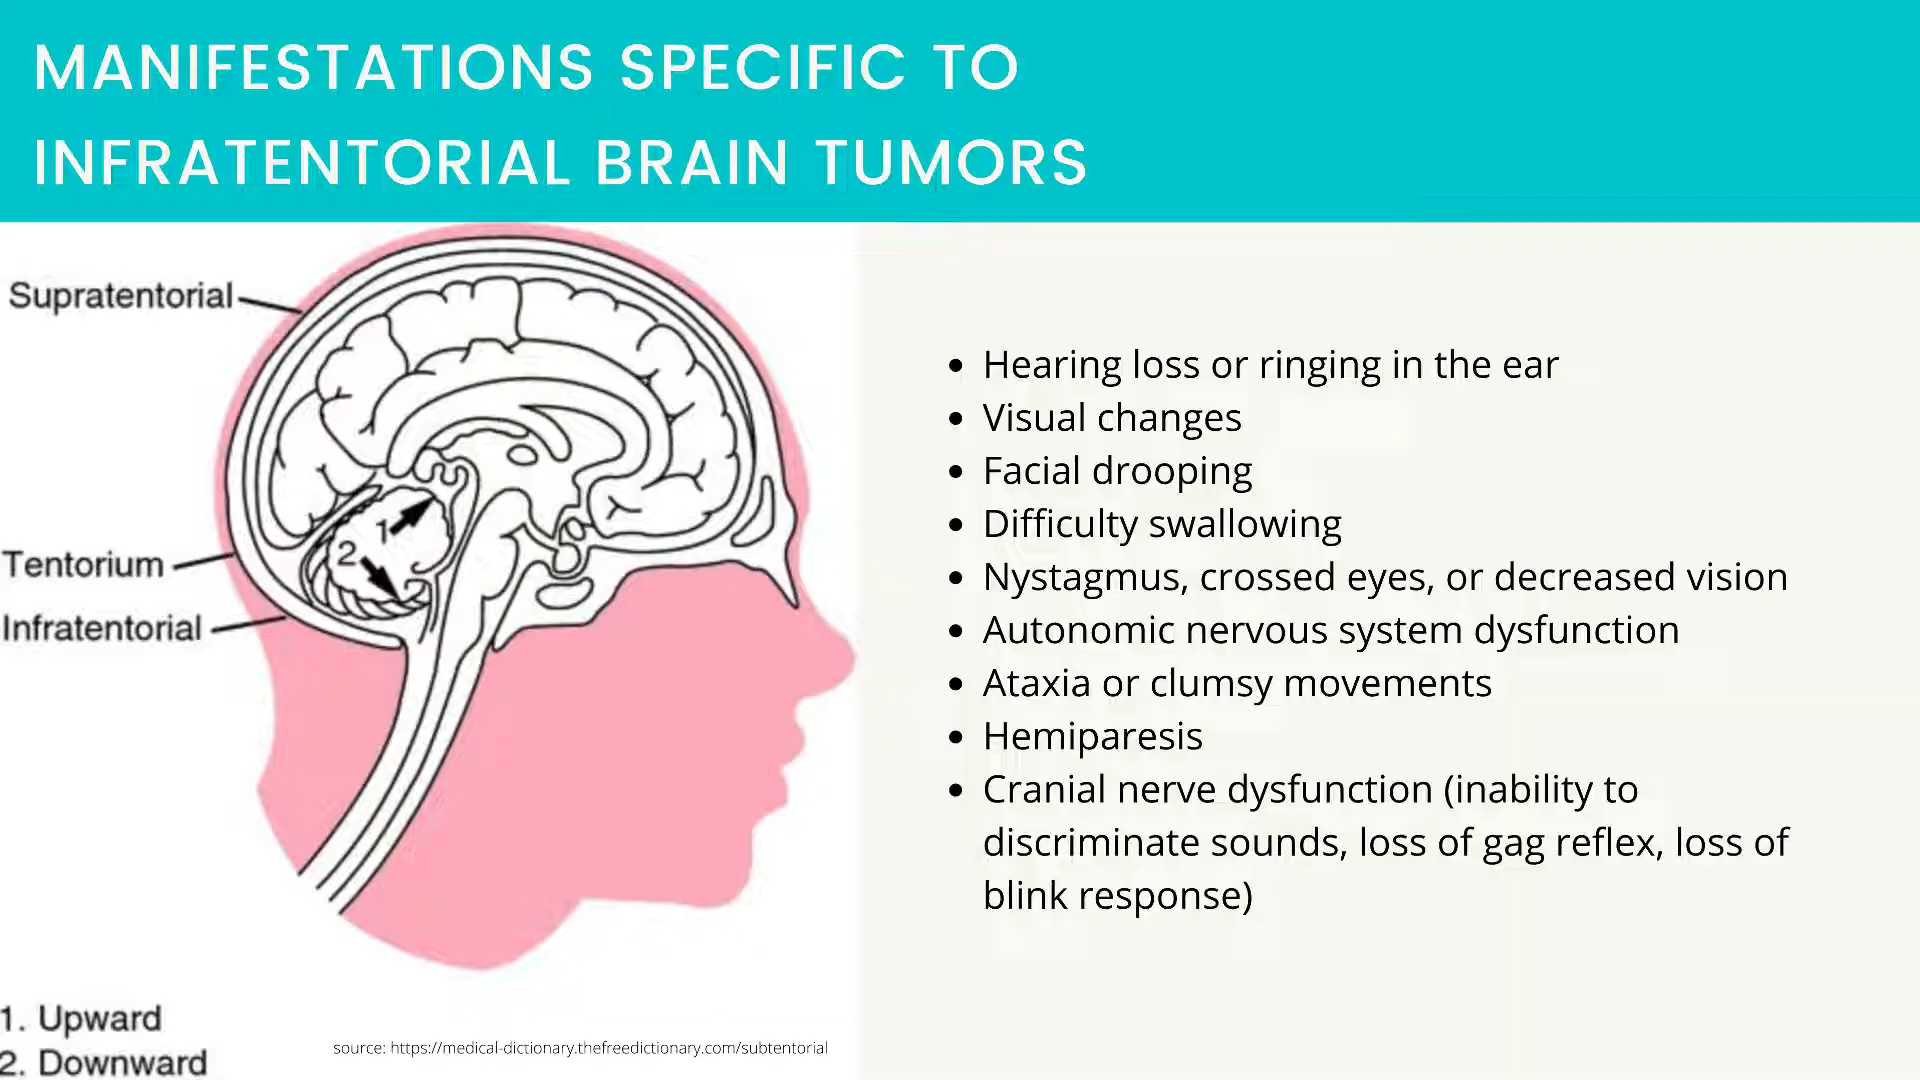 MANIFESTATIONS SPECIFIC TO
INFRATENTORIAL BRAIN TUMORS
Supratentorial
1
2
Tentorium
Infratentorial
1. Upward
2. Downward
source: https://medical-dictionary.thefreedictionary.com/subtentorial
• Hearing loss or ringing in the ear
• Visual changes
• Facial drooping
• Difficulty swallowing
• Nystagmus, crossed eyes, or decreased vision
• Autonomic nervous system dysfunction
• Ataxia or clumsy movements
• Hemiparesis
• Cranial nerve dysfunction (inability to
discriminate sounds, loss of gag reflex, loss of
blink response)